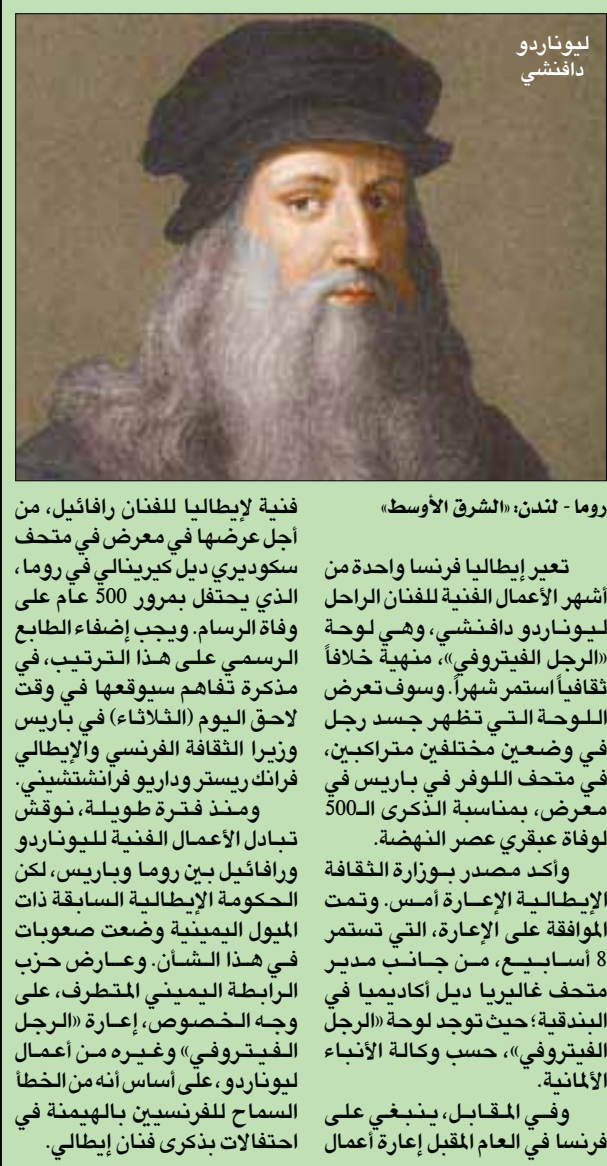 ليوناردو
دافنشي
روما - لندن: «الشرق الأوسط»
تعير إيطاليا فرنسا واحدة من
أشهر الأعمال الفنية للفنان الراحل
ليوناردو دافنشي، وهي لوحة
«الرجل الفيتروفي»، منهية خلافاً
ثقافياً استمر شهراً. وسوف تعرض
اللوحة التي تظهر جسد رجل
في وضعين مختلفين متراكبين،
في متحف اللوفر في باريس في
معرض، بمناسبة الذكرى الـ500
لوفاة عبقري عصر النهضة.
وأكد مصدر بوزارة الثقافة
الإيطالية الإعارة أمس. وتمت
الموافقة على الإعارة، التي تستمر
8 أسابيع، من جانب مدير
متحف غاليريا ديل أكاديميا في
البندقية؛ حيث توجد لوحة «الرجل
الفيتروفي»، حسب وكالة الأنباء
الألمانية.
وفي المقابل، ينبغي على
فرنسا في العام المقبل إعارة أعمال
فنية لإيطاليا للفنان رافائيل، من
أجل عرضها في معرض في متحف
سكوديري ديل كيرينالي في روما،
الذي يحتفل بمرور 500 عام على
وفاة الرسام. ويجب إضفاء الطابع
الرسمي على هذا الترتيب، في
مذكرة تفاهم سيوقعها في وقت
لاحق اليوم (الثلاثاء) في باريس
وزيرا الثقافة الفرنسي والإيطالي
فرانك ريستر وداريو فرانشتشيني.
ومنذ فترة طويلة، نوقش
تبادل الأعمال الفنية لليوناردو
ورافائيل بين روما وباريس، لكن
الحكومة الإيطالية السابقة ذات
الميول اليمينية وضعت صعوبات
في هذا الشأن. وعارض حزب
الرابطة اليميني المتطرف، على
وجه الخصوص، إعارة «الرجل
الفيتروفي» وغيره من أعمال
ليوناردو، على أساس أنه من الخطأ
السماح للفرنسيين بالهيمنة في
احتفالات بذكرى فنان إيطالي.